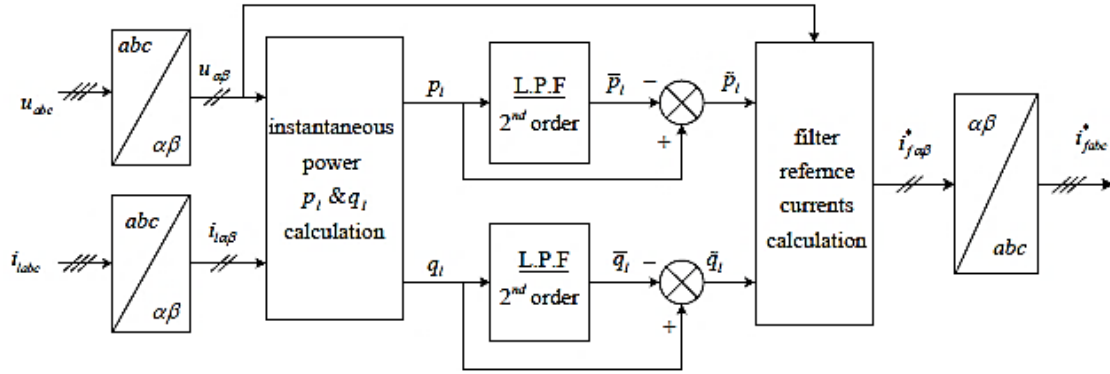 abc
αβ
u_abc
u_αβ
abc
αβ
i_labc
i_lαβ
instantaneous
power
p_l & q_l
calculation
p_l
L.P.F
2nd order
p̄_l
−
+
p̃_l
q_l
L.P.F
2nd order
q̄_l
−
+
q̃_l
filter
refernce
currents
calculation
i*_fαβ
αβ
abc
i*_fabc